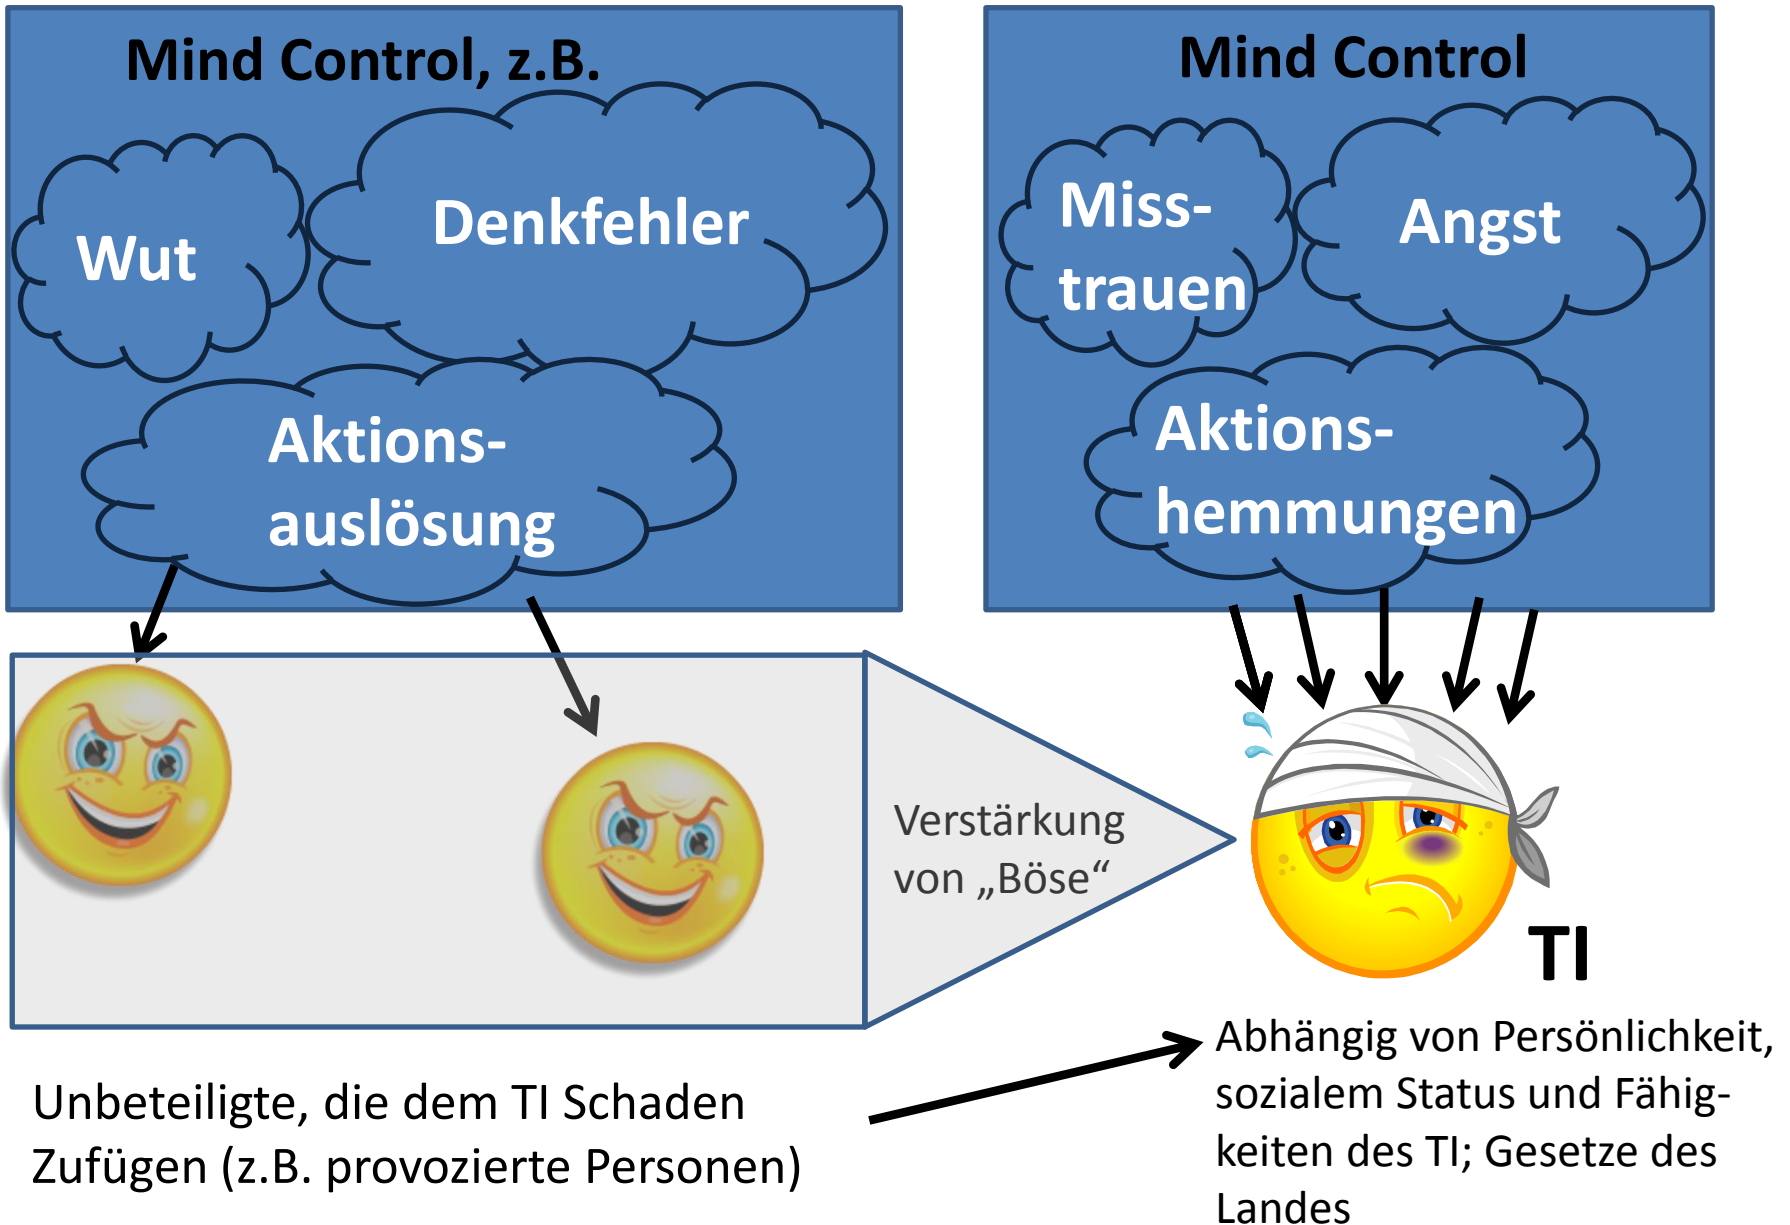 Mind Control, z.B.
Wut
Denkfehler
Aktions-
auslösung
Mind Control
Miss-
trauen
Angst
Aktions-
hemmungen
Verstärkung
von „Böse“
TI
Unbeteiligte, die dem TI Schaden
Zufügen (z.B. provozierte Personen)
Abhängig von Persönlichkeit,
sozialem Status und Fähig-
keiten des TI; Gesetze des
Landes